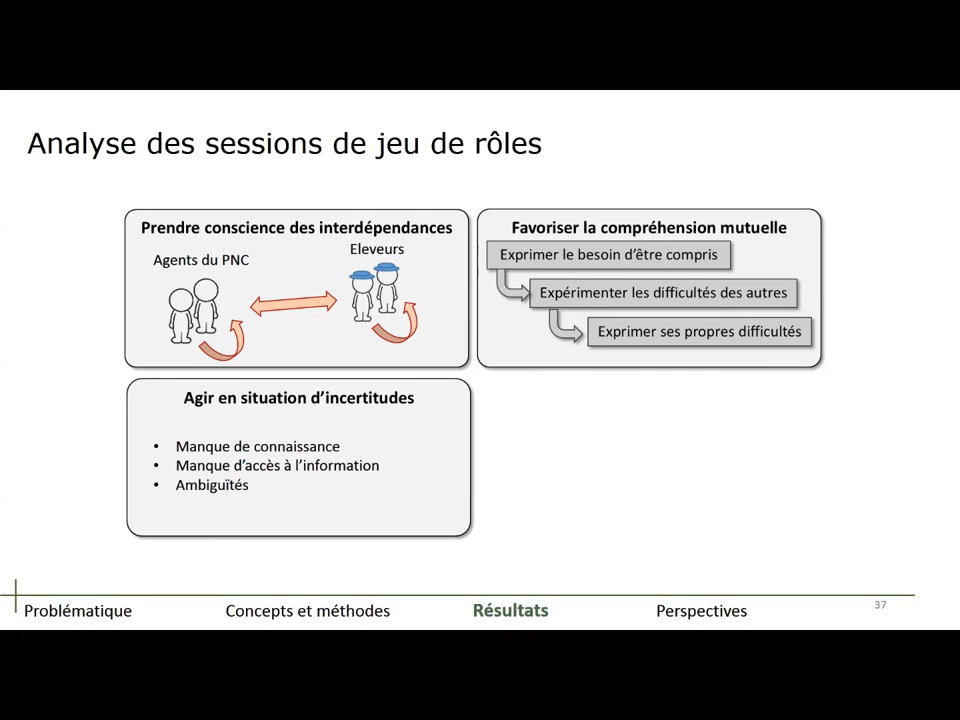 Analyse des sessions de jeu de rôles
Prendre conscience des interdépendances
Agents du PNC
Eleveurs
Favoriser la compréhension mutuelle
Exprimer le besoin d’être compris
Expérimenter les difficultés des autres
Exprimer ses propres difficultés
Agir en situation d’incertitudes
• Manque de connaissance
• Manque d’accès à l’information
• Ambiguïtés
Problématique Concepts et méthodes Résultats Perspectives 37